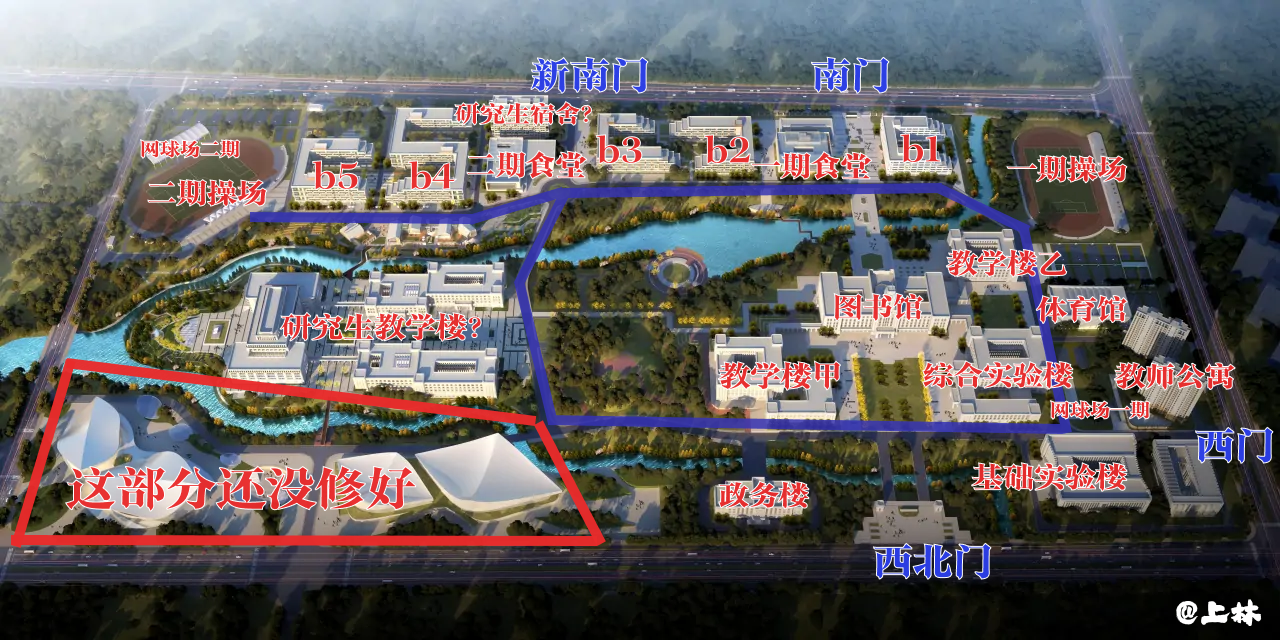 新南门
南门
研究生宿舍?
网球场二期
二期操场
b5
b4
二期食堂
b3
b2
一期食堂
b1
一期操场
教学楼乙
研究生教学楼?
图书馆
体育馆
教学楼甲
综合实验楼
教师公寓
网球场一期
西门
这部分还没修好
政务楼
基础实验楼
西北门
@上林